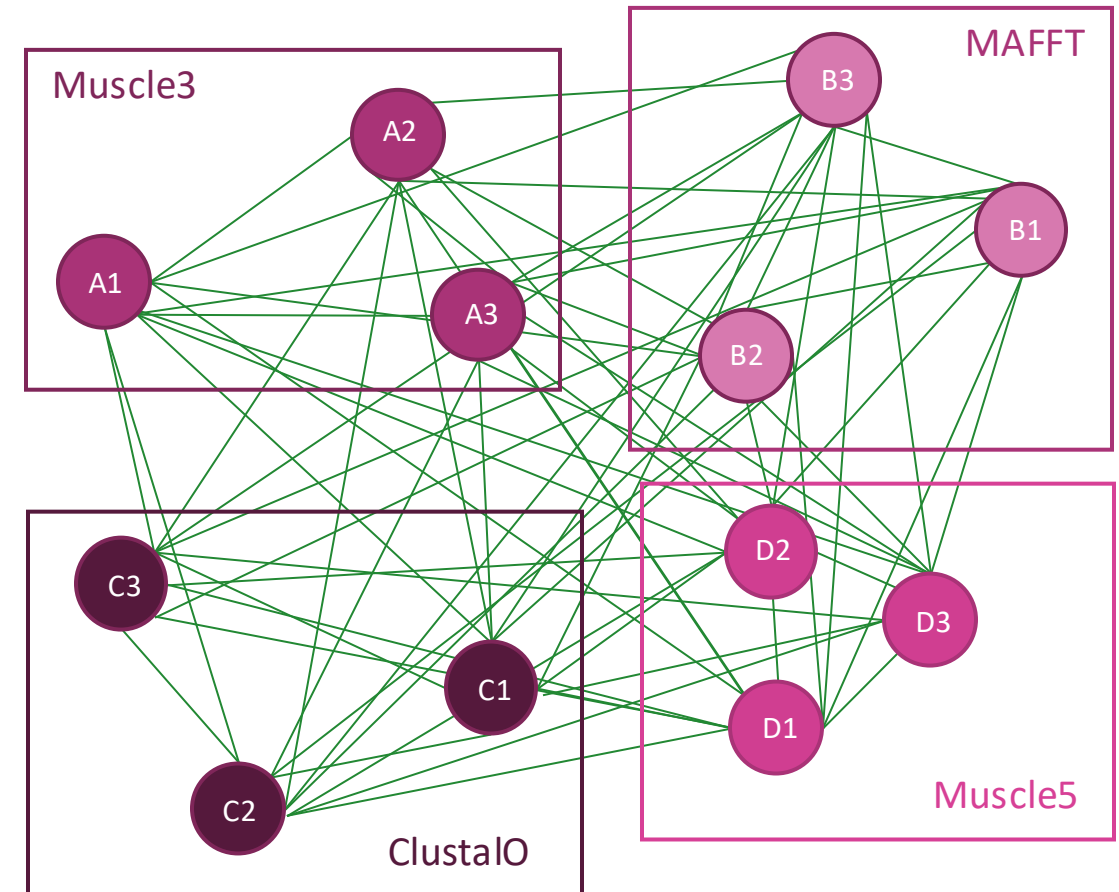 Muscle3
A2
A1
A3
MAFFT
B3
B1
B2
C3
C1
C2
ClustalO
D2
D3
D1
Muscle5